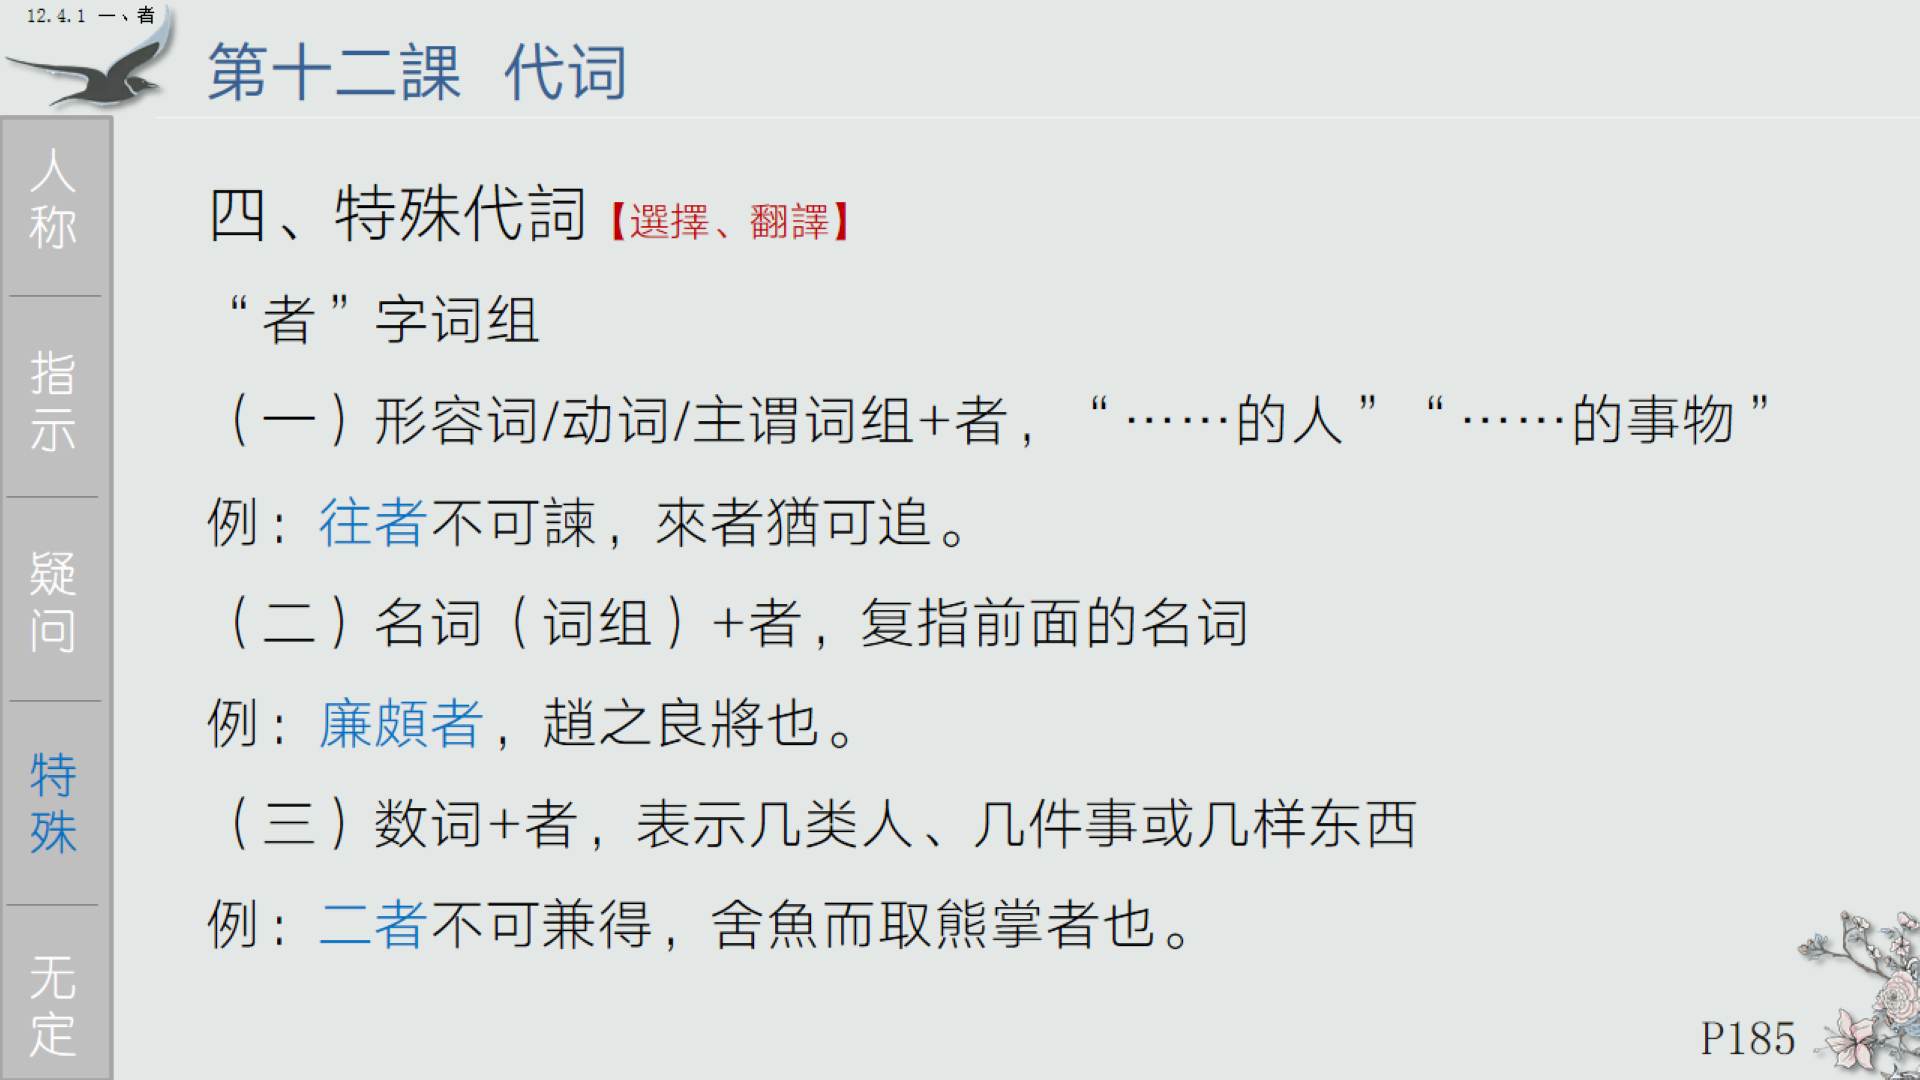 12.4.1 一、者
第十二課 代词
人称
指示
疑问
特殊
无定
四、特殊代詞【選擇、翻譯】
“者”字词组
（一）形容词/动词/主谓词组+者，“……的人”“……的事物”
例：往者不可諫，來者猶可追。
（二）名词（词组）+者，复指前面的名词
例：廉頗者，趙之良將也。
（三）数词+者，表示几类人、几件事或几样东西
例：二者不可兼得，舍魚而取熊掌者也。
P185